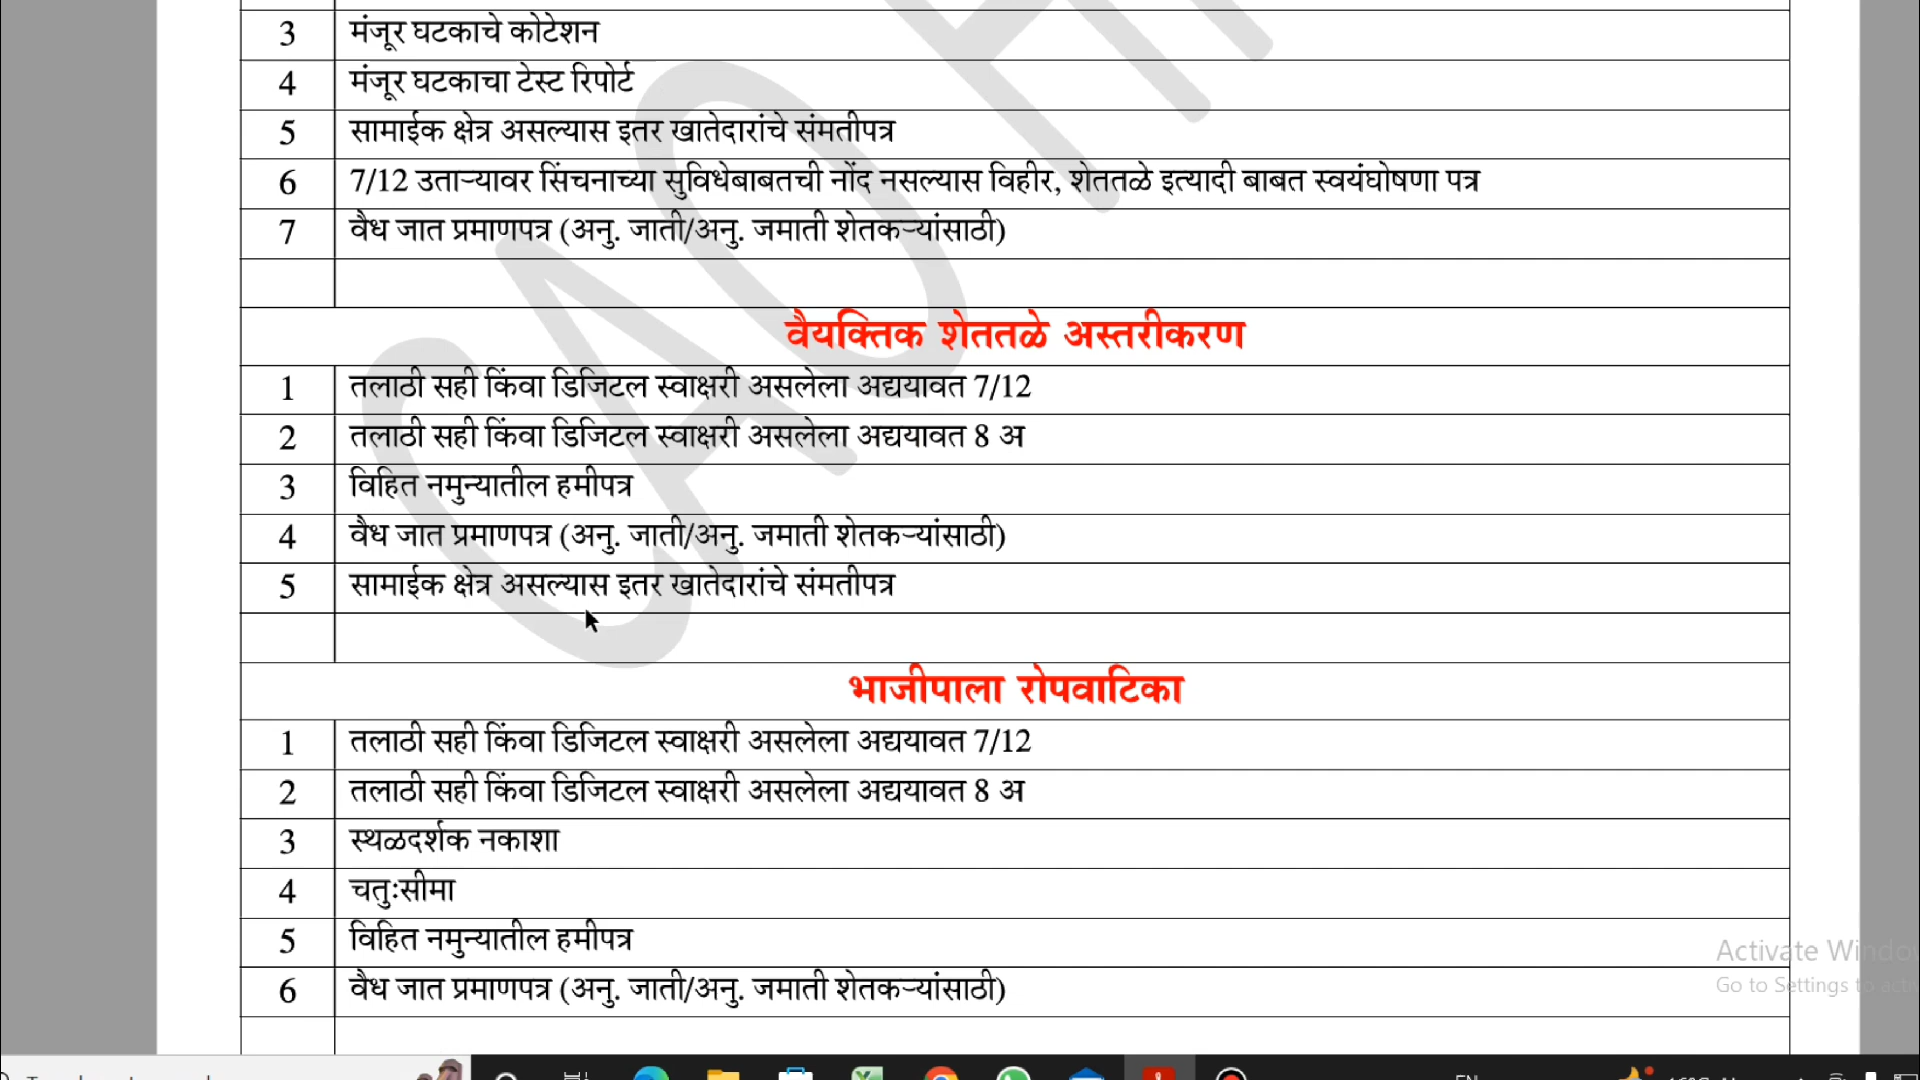 3 मंजूर घटकाचे कोटेशन
4 मंजूर घटकाचा टेस्ट रिपोर्ट
5 सामाईक क्षेत्र असल्यास इतर खातेदारांचे संमतीपत्र
6 7/12 उताऱ्यावर सिंचनाच्या सुविधेबाबतची नोंद नसल्यास विहीर, शेततळे इत्यादी बाबत स्वयंघोषणा पत्र
7 वैध जात प्रमाणपत्र (अनु. जाती/अनु. जमाती शेतकऱ्यांसाठी)
वैयक्तिक शेततळे अस्तरीकरण
1 तलाठी सही किंवा डिजिटल स्वाक्षरी असलेला अद्ययावत 7/12
2 तलाठी सही किंवा डिजिटल स्वाक्षरी असलेला अद्ययावत 8 अ
3 विहित नमुन्यातील हमीपत्र
4 वैध जात प्रमाणपत्र (अनु. जाती/अनु. जमाती शेतकऱ्यांसाठी)
5 सामाईक क्षेत्र असल्यास इतर खातेदारांचे संमतीपत्र
भाजीपाला रोपवाटिका
1 तलाठी सही किंवा डिजिटल स्वाक्षरी असलेला अद्ययावत 7/12
2 तलाठी सही किंवा डिजिटल स्वाक्षरी असलेला अद्ययावत 8 अ
3 स्थळदर्शक नकाशा
4 चतुःसीमा
5 विहित नमुन्यातील हमीपत्र
6 वैध जात प्रमाणपत्र (अनु. जाती/अनु. जमाती शेतकऱ्यांसाठी)
CAO
Activate Windo
Go to Settings to acti